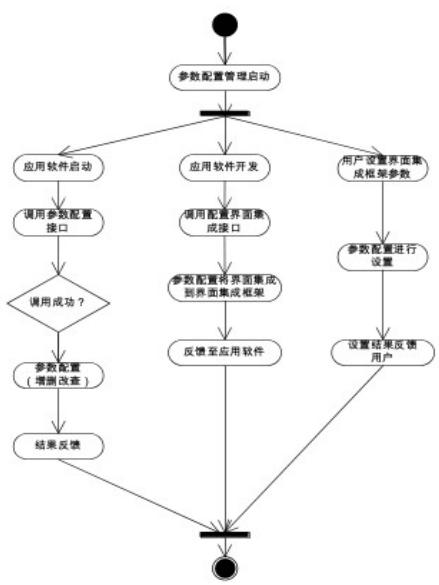 参数配置管理启动
应用软件启动
应用软件开发
用户设置界面集
成框架参数
调用参数配置
接口
调用配置界面集
成接口
参数配置进行
设置
调用成功？
参数配置将界面集成
到界面集成框架
参数配置
（增删改查）
反馈至应用软件
设置结果反馈
用户
结果反馈